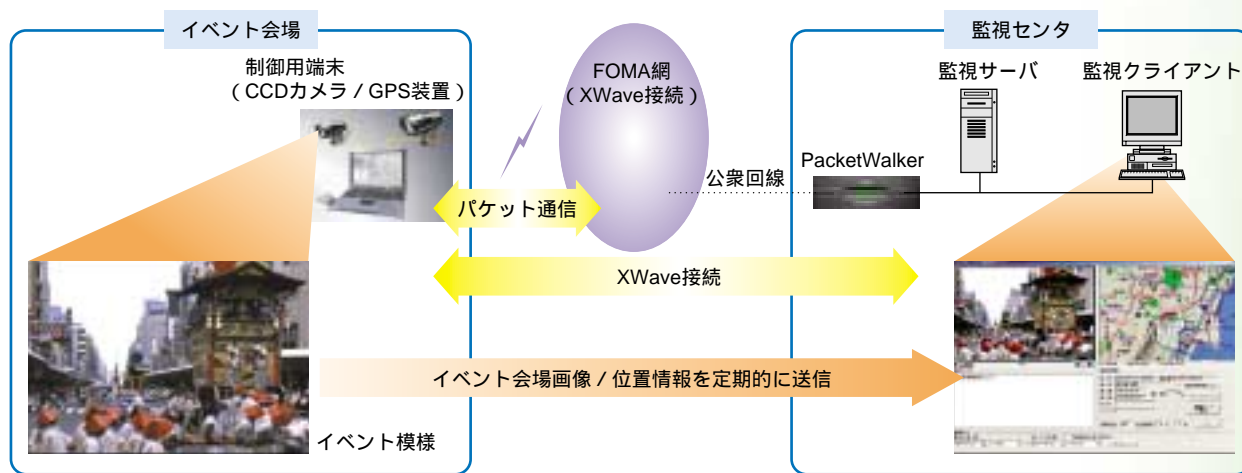 イベント会場
制御用端末
（CCDカメラ / GPS装置）
パケット通信
イベント模様
FOMA網
（XWave接続）
公衆回線
XWave接続
イベント会場画像 / 位置情報を定期的に送信
監視センタ
監視サーバ
監視クライアント
PacketWalker